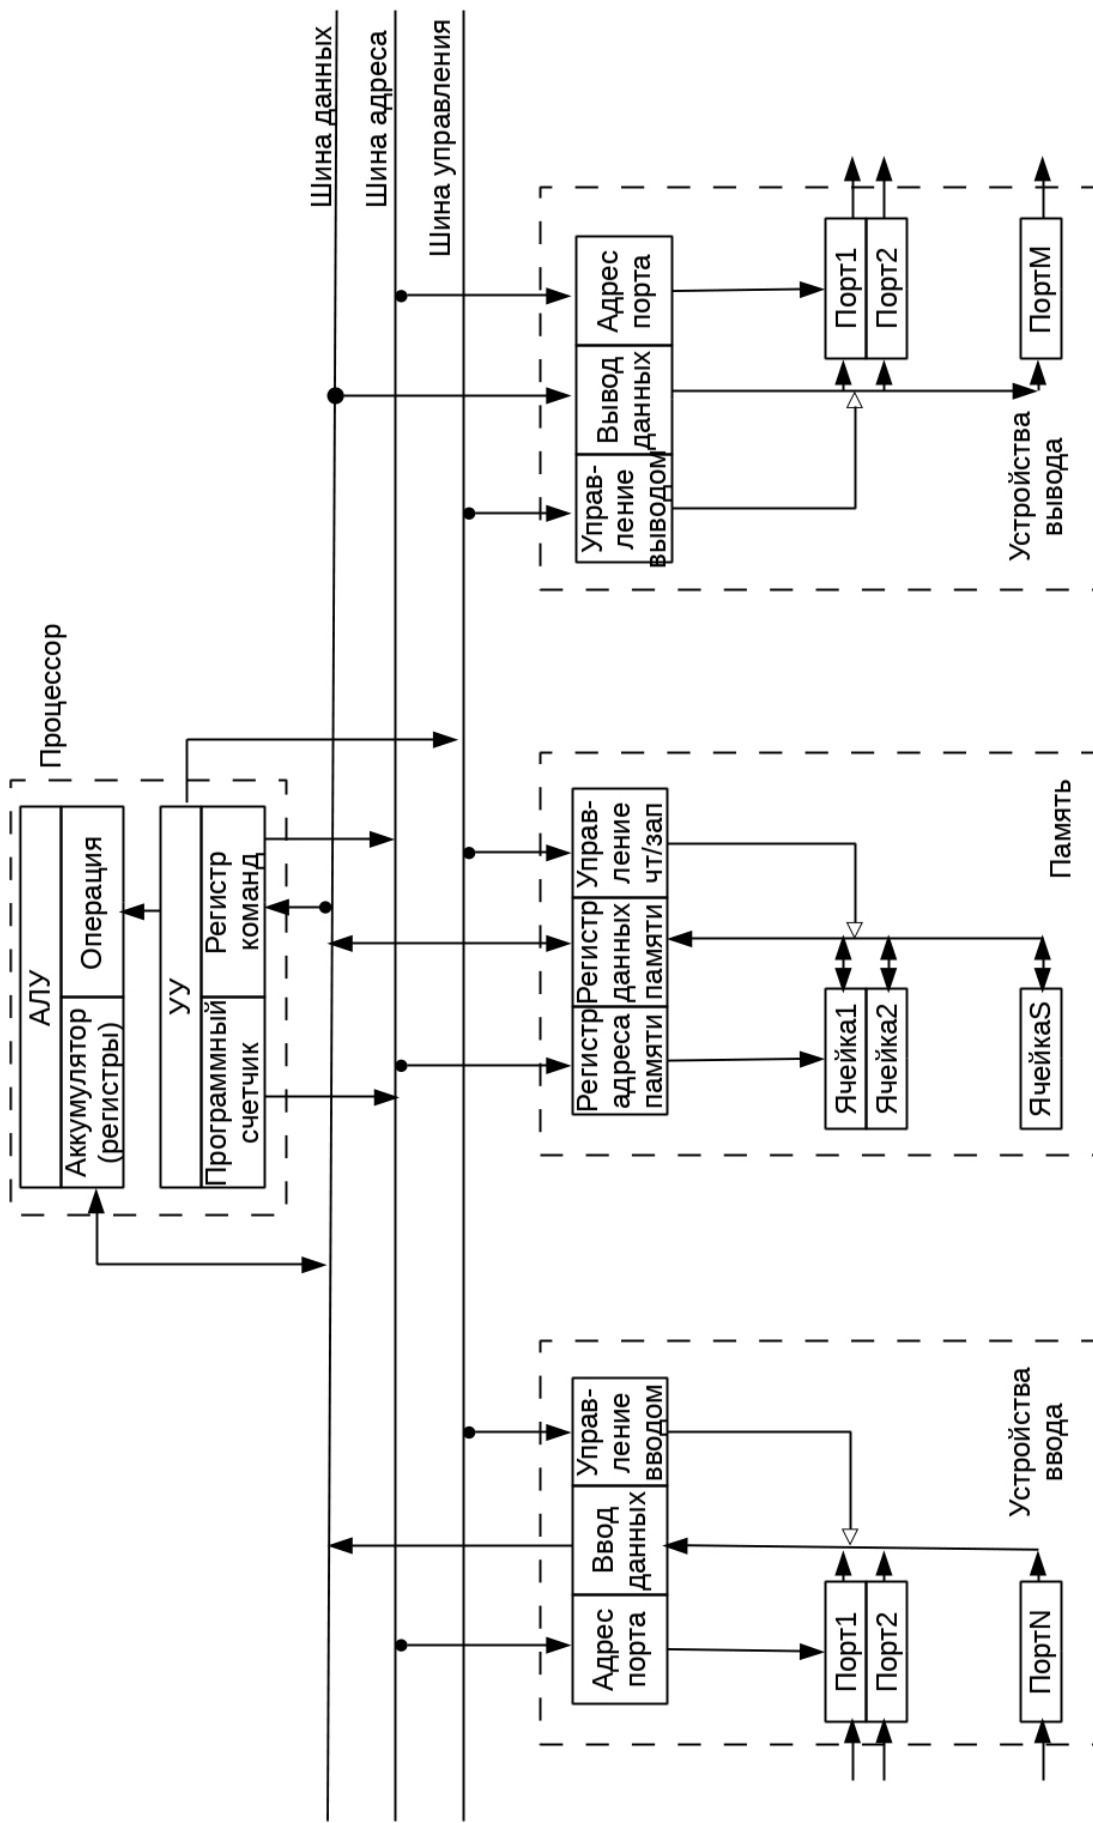 Процессор
АЛУ
Аккумулятор
(регистры)
Операция
УУ
Программный
счетчик
Регистр
команд
Шина данных
Шина адреса
Шина управления
Адрес
порта
Ввод
данных
Управ-
ление
вводом
Порт1
Порт2
ПортN
Устройства
ввода
Регистр
адреса
памяти
Регистр
данных
памяти
Управ-
ление
чт/зап
Ячейка1
Ячейка2
ЯчейкаS
Память
Управ-
ление
выводом
Вывод
данных
Адрес
порта
Порт1
Порт2
ПортM
Устройства
вывода